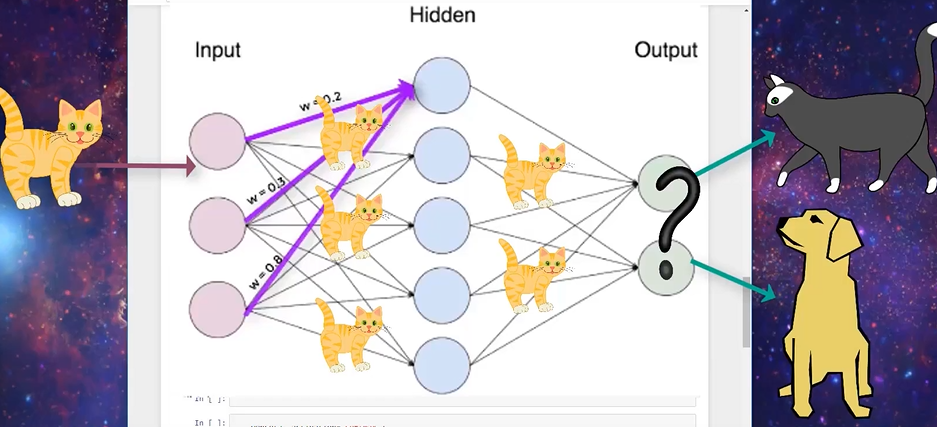 Hidden
Input
Output
w = 0.2
w = 0.3
w = 0.8
In [ ]:
In [ ]: